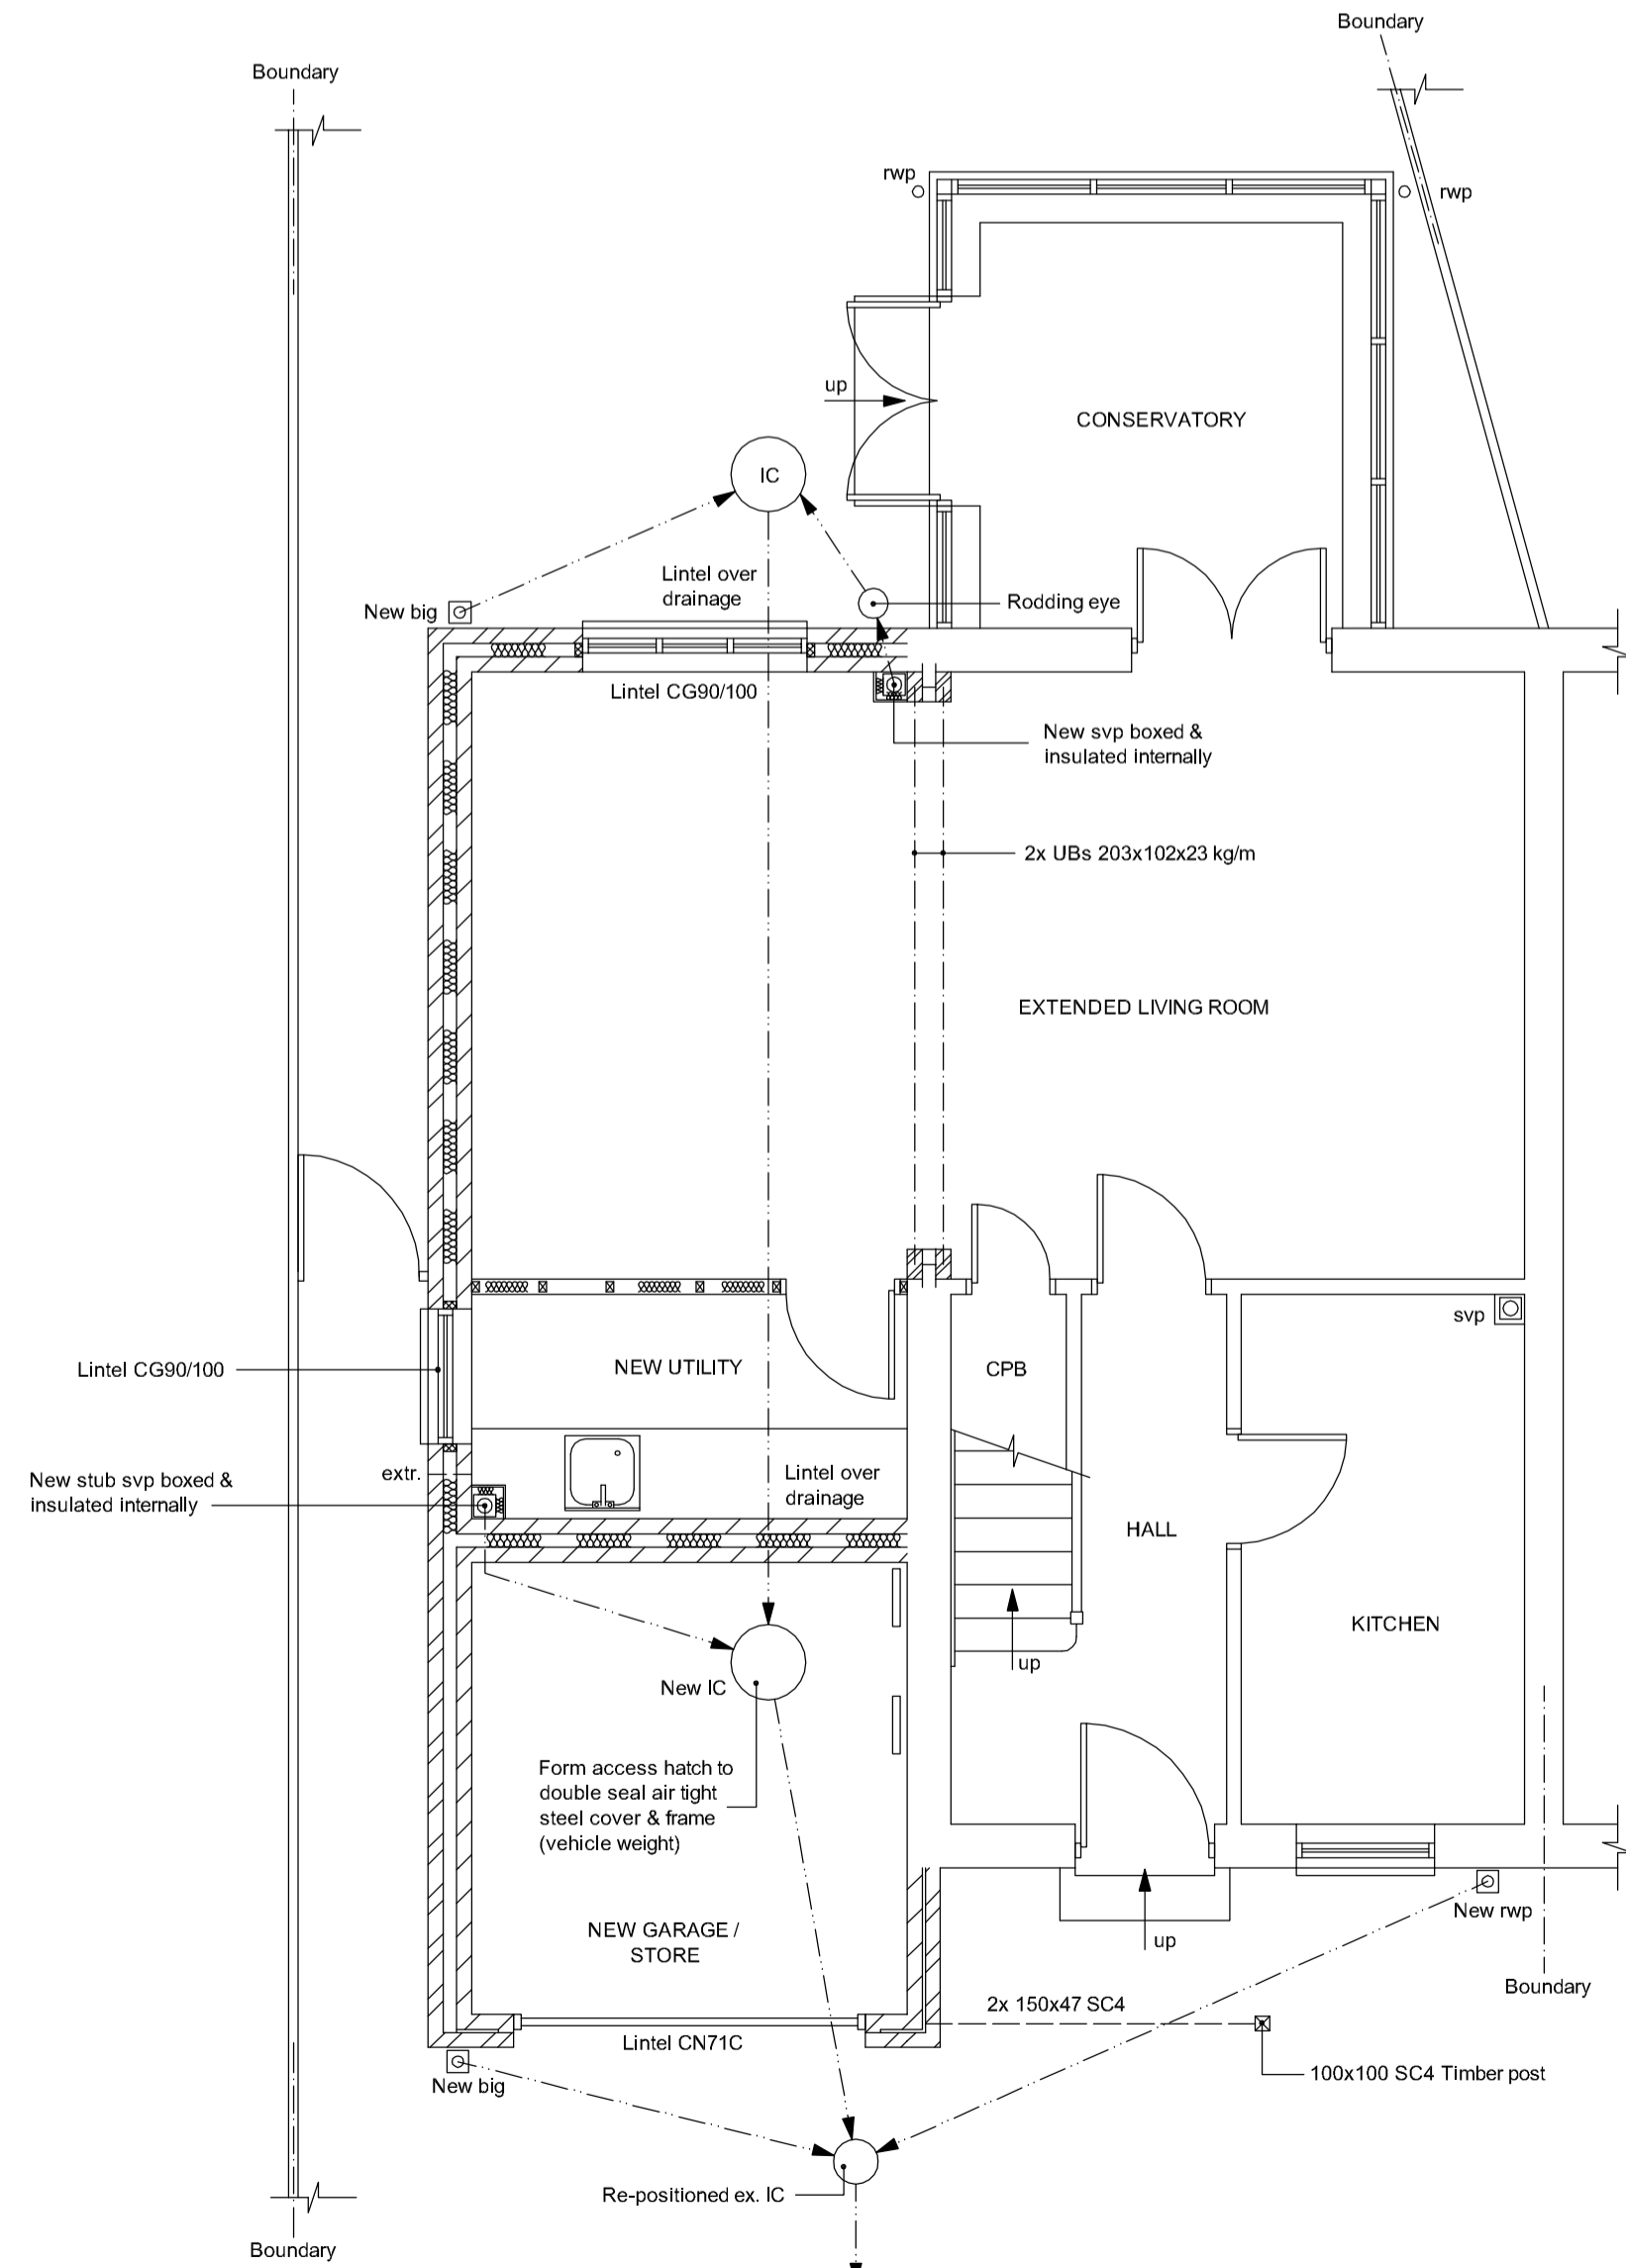 Boundary
Boundary
rwp
rwp
up
CONSERVATORY
IC
Lintel over
drainage
New big
Rodding eye
Lintel CG90/100
New svp boxed &
insulated internally
2x UBs 203x102x23 kg/m
EXTENDED LIVING ROOM
svp
Lintel CG90/100
NEW UTILITY
CPB
extr.
New stub svp boxed &
insulated internally
Lintel over
drainage
HALL
KITCHEN
up
New IC
Form access hatch to
double seal air tight
steel cover & frame
(vehicle weight)
NEW GARAGE /
STORE
New rwp
up
Boundary
2x 150x47 SC4
Lintel CN71C
100x100 SC4 Timber post
New big
Re-positioned ex. IC
Boundary